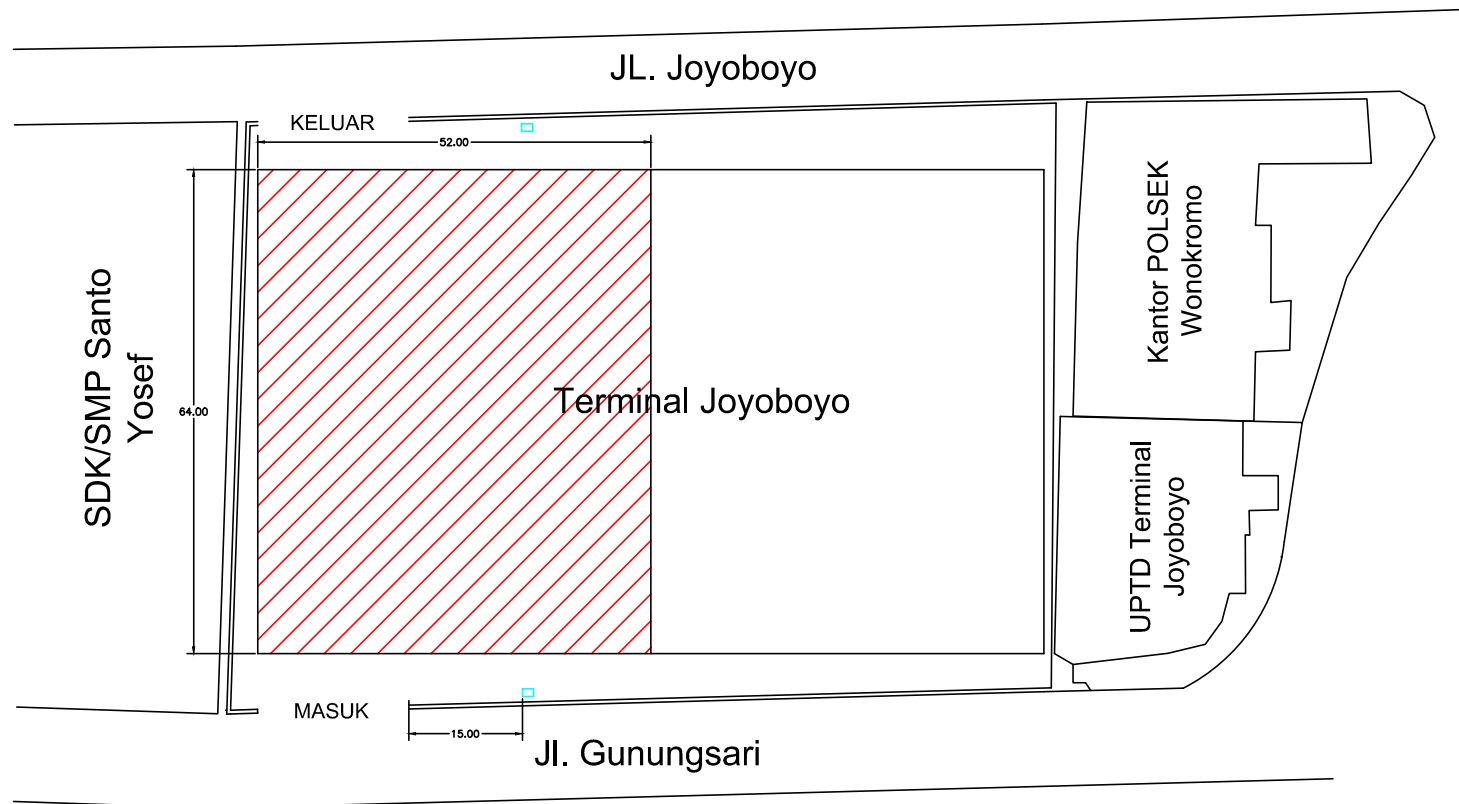 JL. Joyoboyo
KELUAR
52.00
SDK/SMP Santo
Yosef
64.00
Terminal Joyoboyo
Kantor POLSEK
Wonokromo
UPTD Terminal
Joyoboyo
MASUK
15.00
Jl. Gunungsari